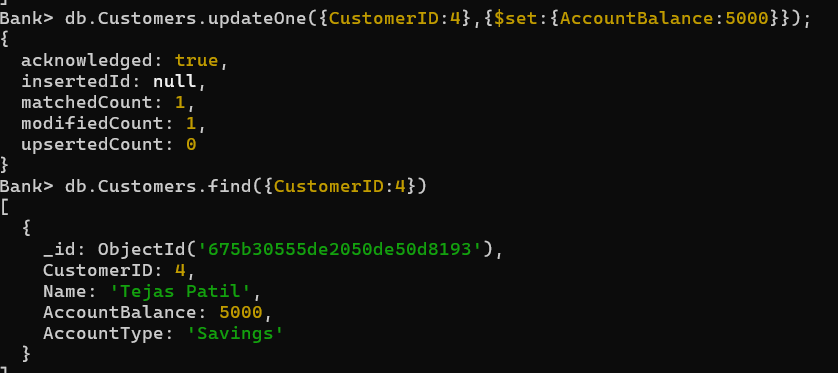 Bank> db.Customers.updateOne({CustomerID:4},{$set:{AccountBalance:5000}});
{
  acknowledged: true,
  insertedId: null,
  matchedCount: 1,
  modifiedCount: 1,
  upsertedCount: 0
}
Bank> db.Customers.find({CustomerID:4})
[
  {
    _id: ObjectId('675b30555de2050de50d8193'),
    CustomerID: 4,
    Name: 'Tejas Patil',
    AccountBalance: 5000,
    AccountType: 'Savings'
  }
]